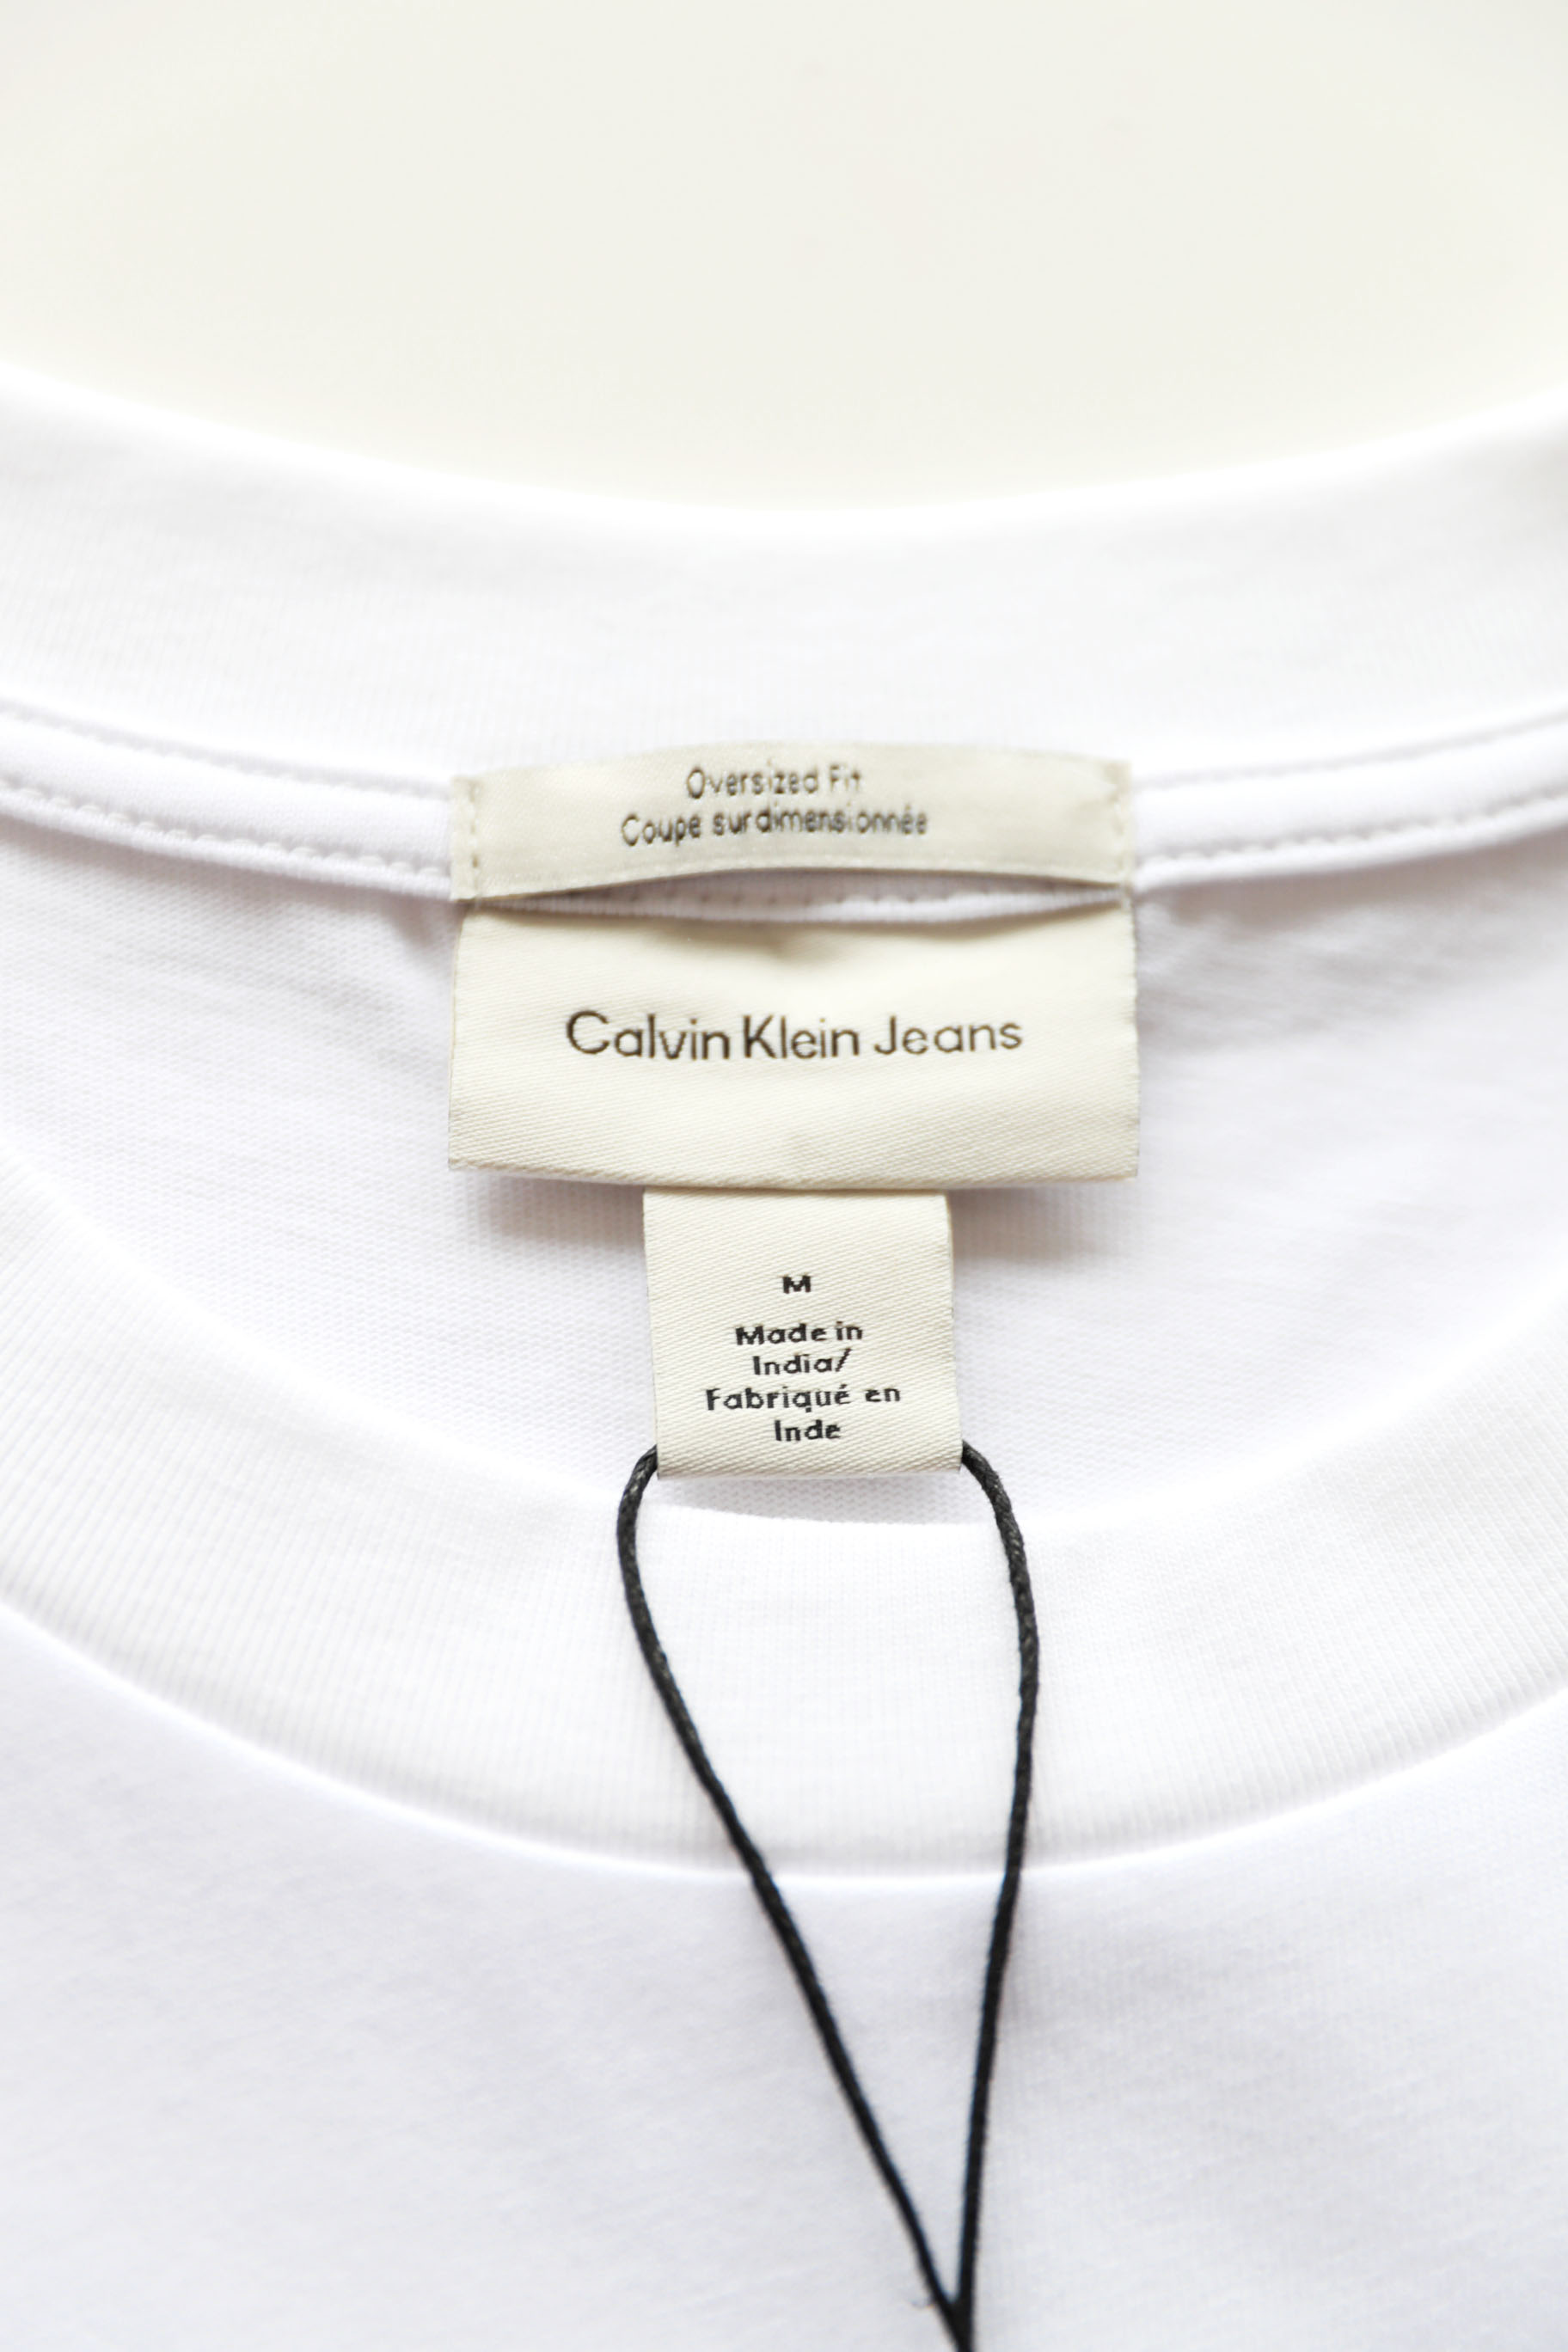 Oversized Fit
Coupe surdimensionnée
Calvin Klein Jeans
M
Made in
India/
Fabriqué en
Inde